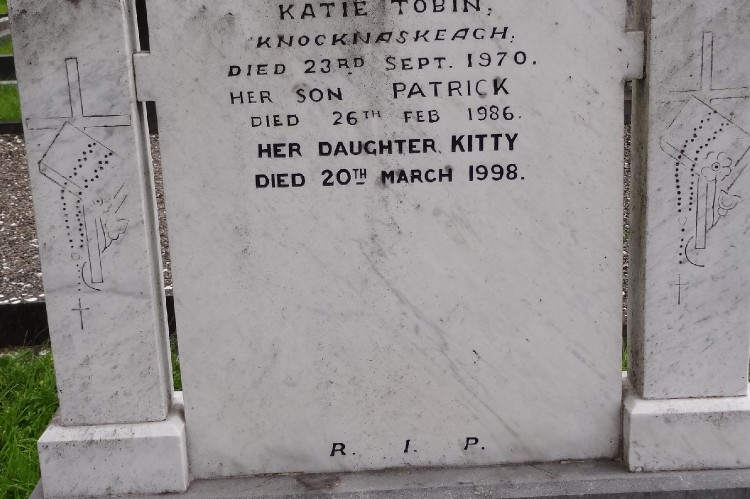 KATIE TOBIN,
KNOCKNASKEAGH.
DIED 23RD SEPT. 1970.
HER SON PATRICK
DIED 26TH FEB 1986.
HER DAUGHTER KITTY
DIED 20TH MARCH 1998.
R. I. P.